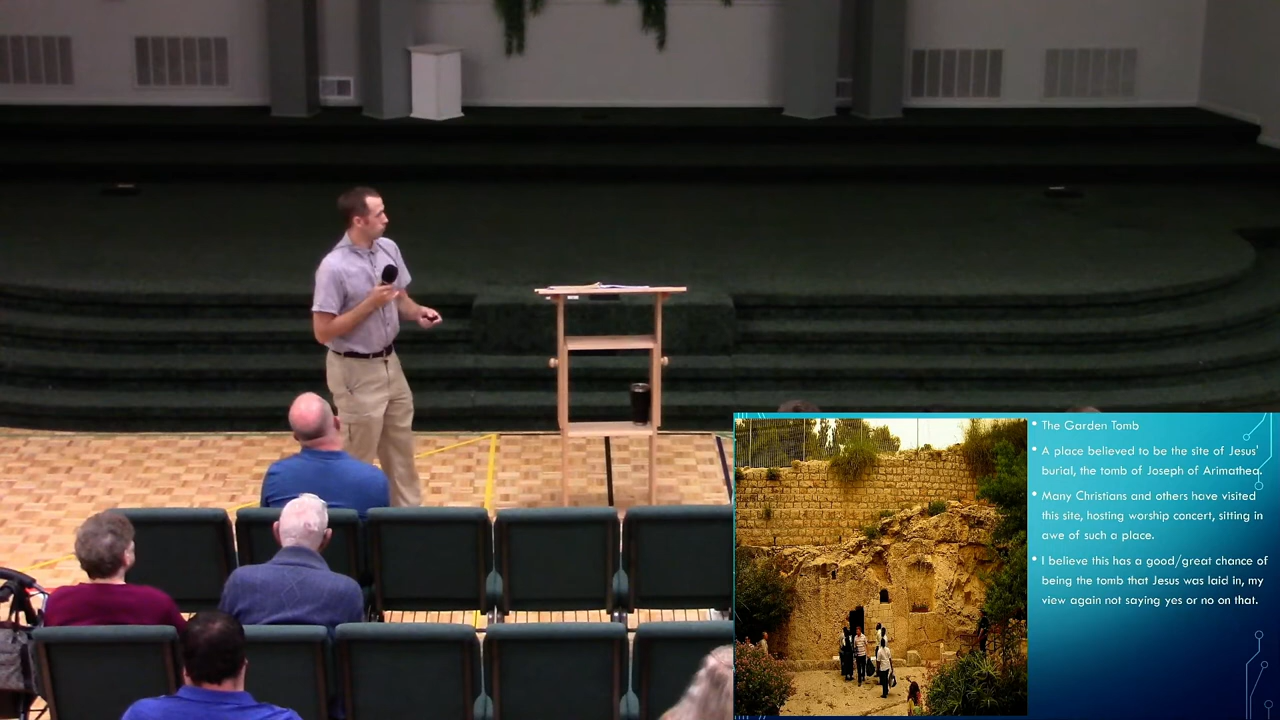 The Garden Tomb
A place believed to be the site of Jesus'
burial, the tomb of Joseph of Arimathea.
Many Christians and others have visited
this site, hosting worship concert, sitting in
awe of such a place.
I believe this has a good/great chance of
being the tomb that Jesus was laid in, my
view again not saying yes or no on that.